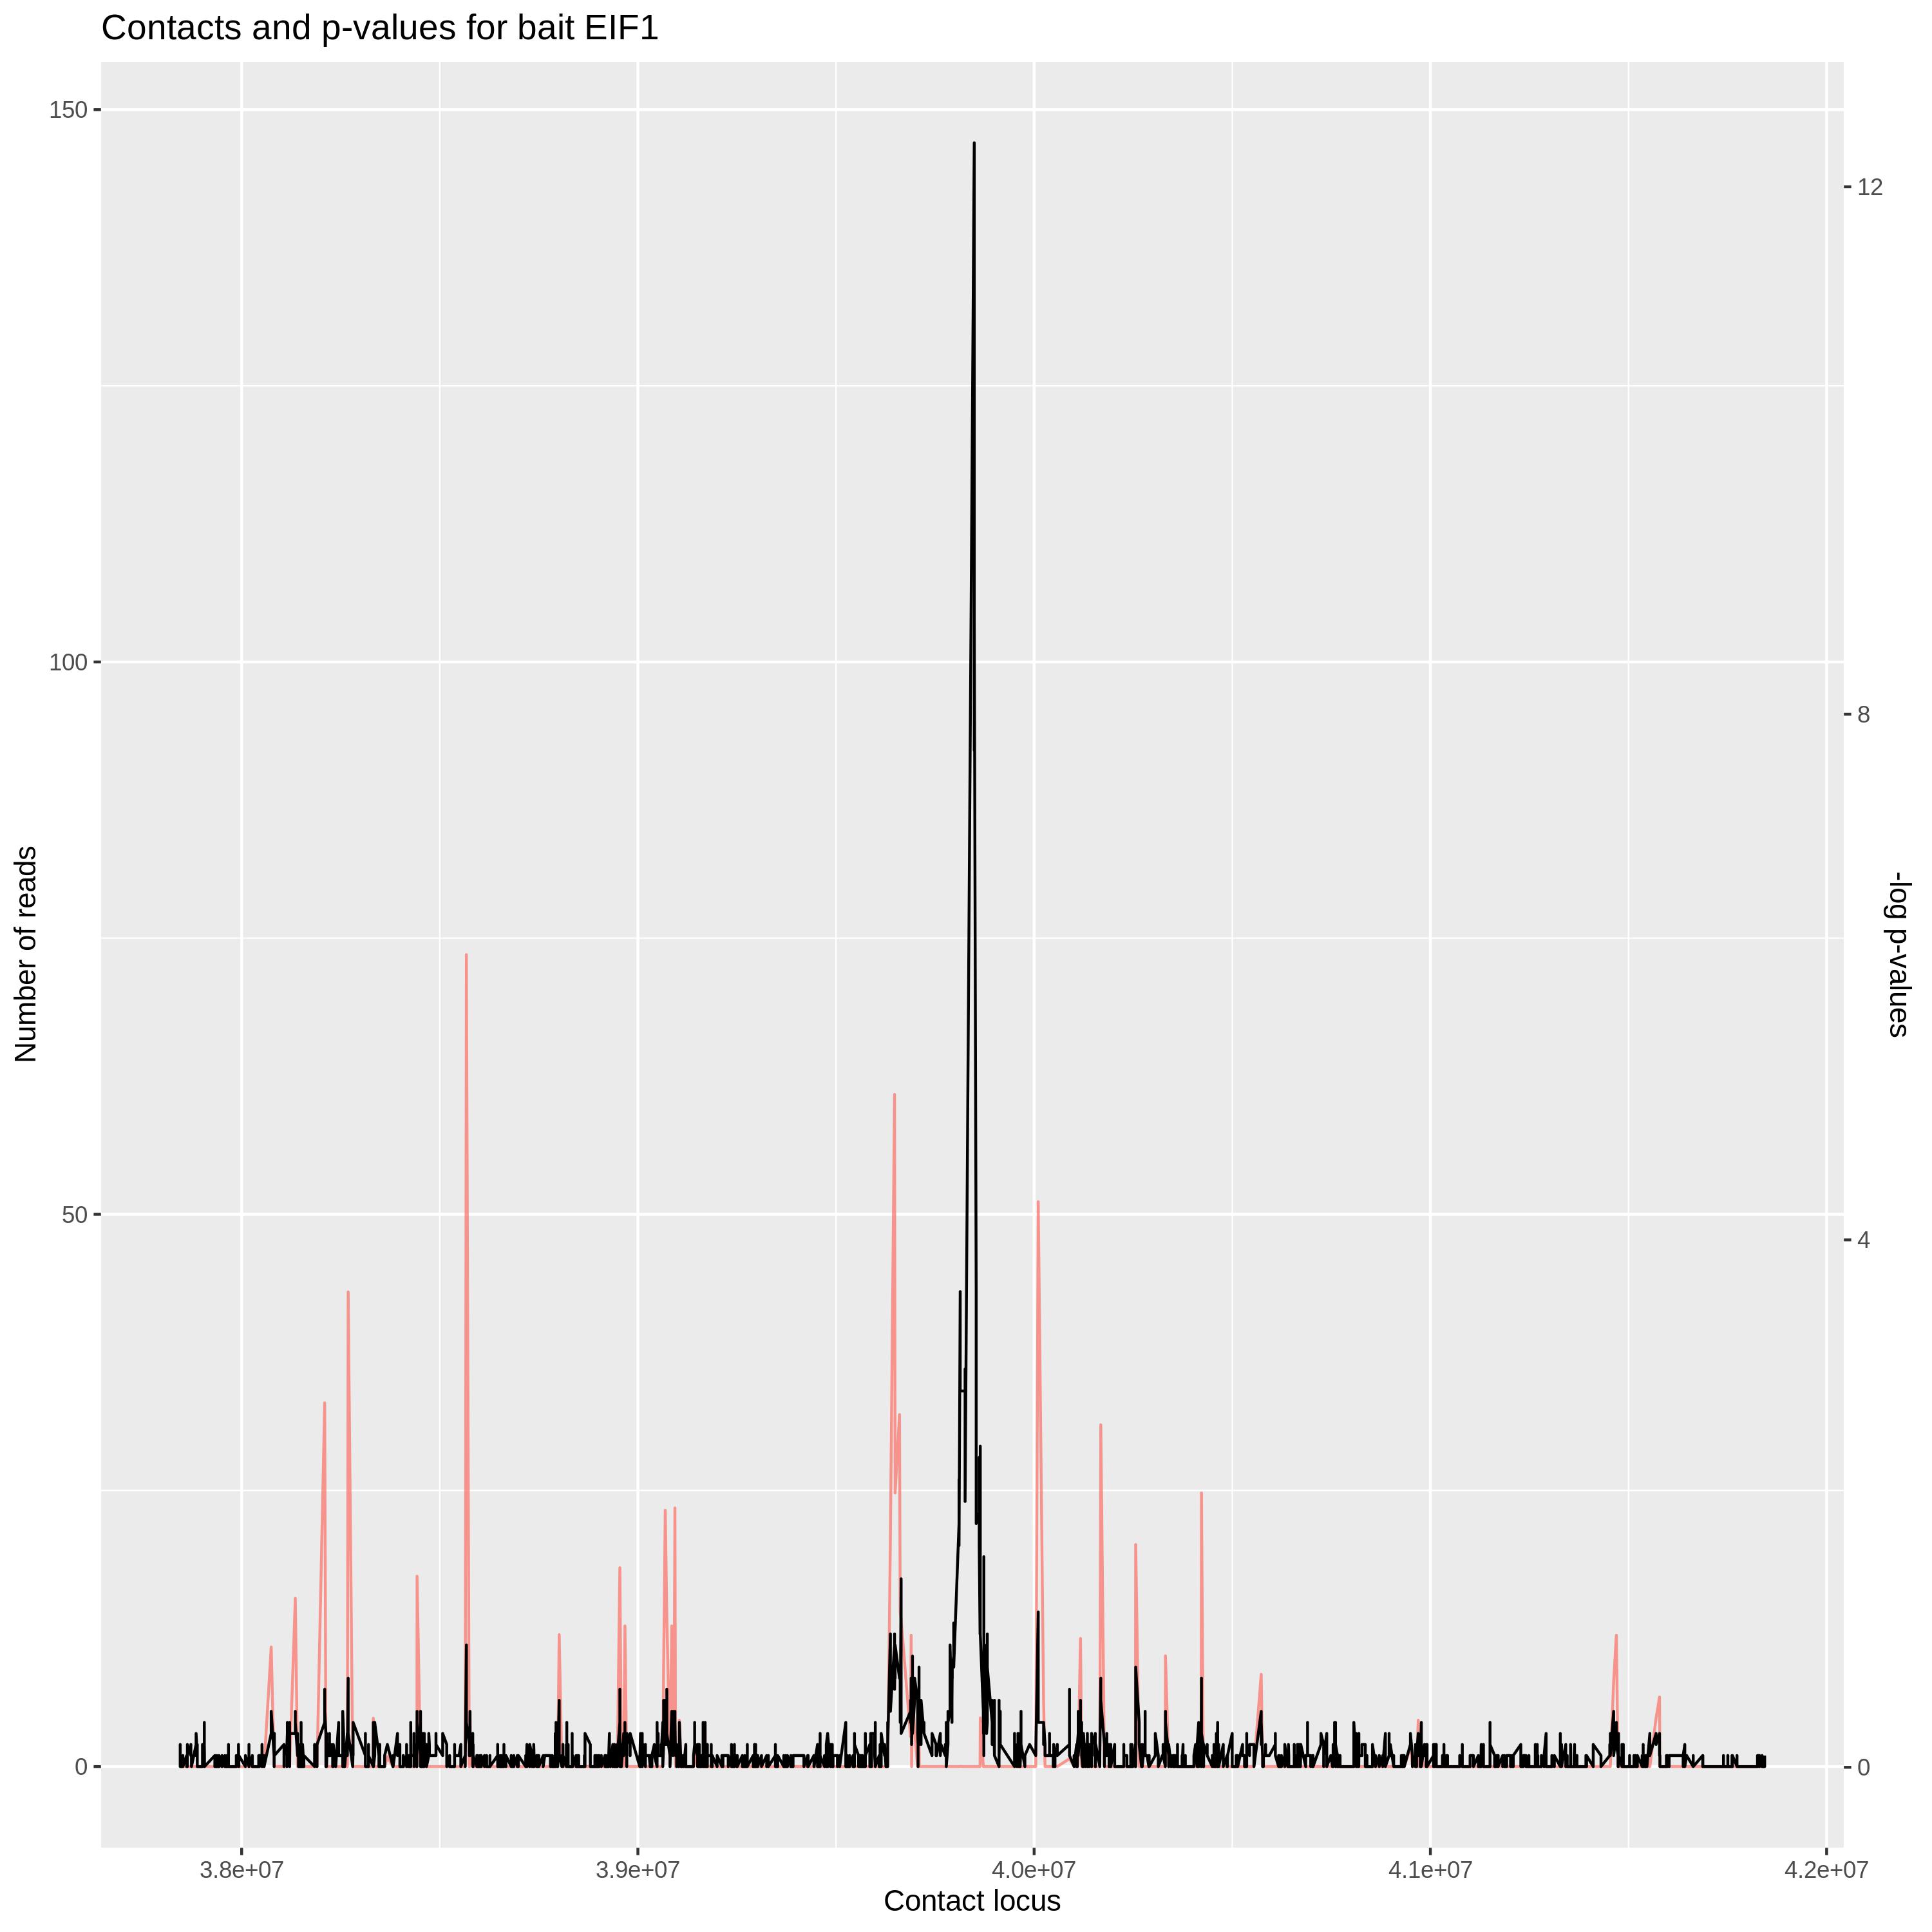 Contacts and p-values for bait EIF1
150
100
50
0
Number of reads
12
8
4
0
-log p-values
3.8e+07
3.9e+07
4.0e+07
4.1e+07
4.2e+07
Contact locus